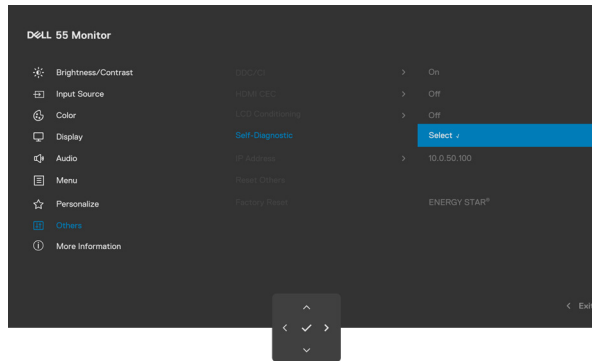 DELL 55 Monitor
Brightness/Contrast DDC/CI > On
Input Source HDMI CEC > Off
Color LCD Conditioning > Off
Display Self-Diagnostic Select ✓
Audio IP Address > 10.0.50.100
Menu Reset Others
Personalize Factory Reset ENERGY STAR®
Others
More Information
< Exit